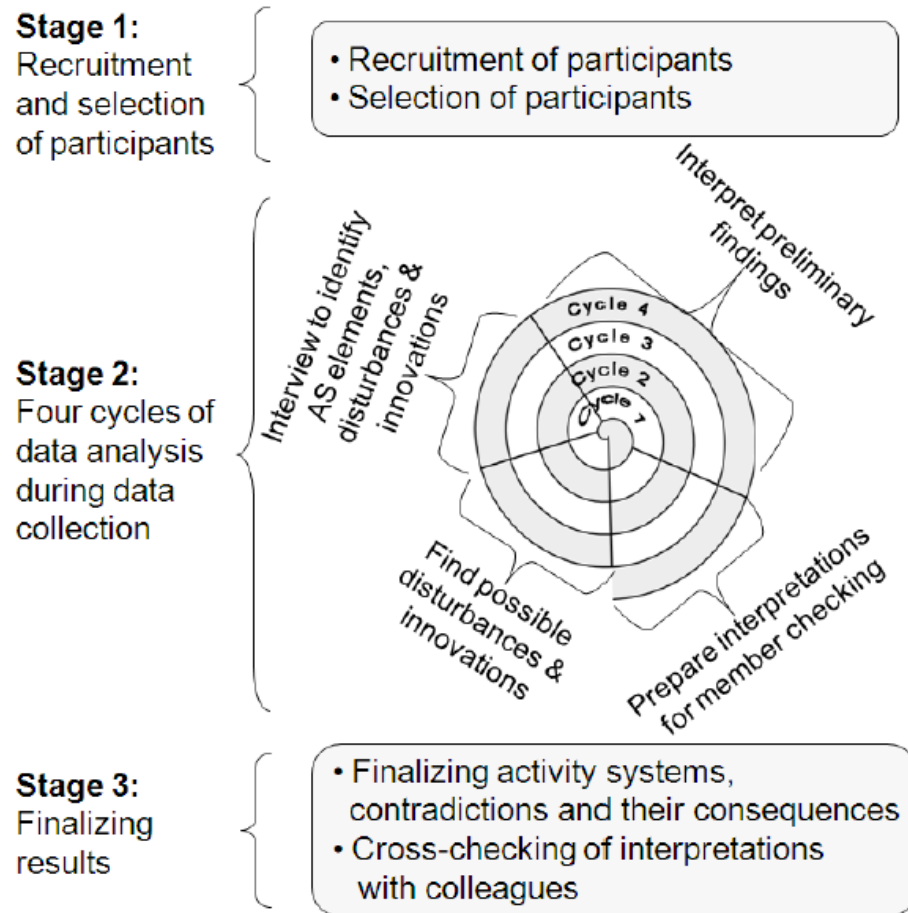 Stage 1:
Recruitment
and selection
of participants
• Recruitment of participants
• Selection of participants
Stage 2:
Four cycles of
data analysis
during data
collection
Interview to identify
AS elements,
disturbances &
innovations
Interpret preliminary
findings
Cycle 4
Cycle 3
Cycle 2
Cycle 1
Find possible
disturbances &
innovations
Prepare interpretations
for member checking
Stage 3:
Finalizing
results
• Finalizing activity systems,
contradictions and their consequences
• Cross-checking of interpretations
with colleagues